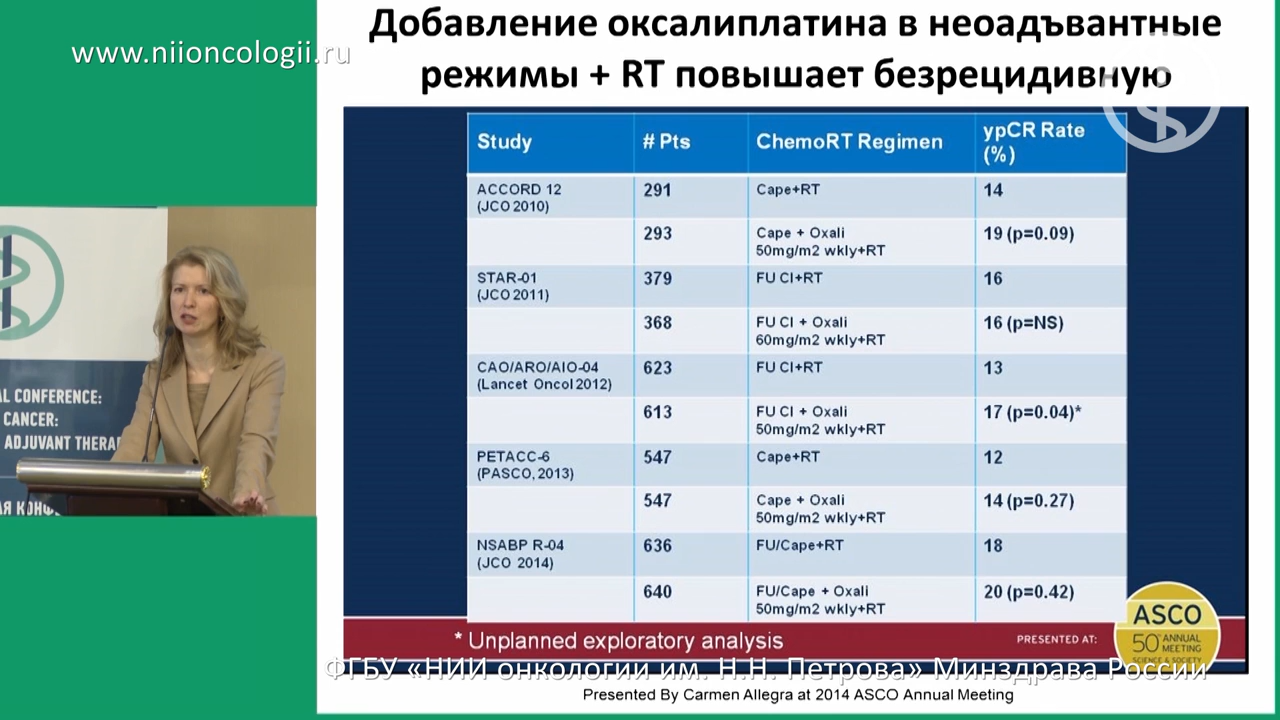 www.niioncologii.ru
Добавление оксалиплатина в неоадъвантные
режимы + RT повышает безрецидивную
Study # Pts ChemoRT Regimen ypCR Rate
(%)
ACCORD 12 291 Cape+RT 14
(JCO 2010)
293 Cape + Oxali 19 (p=0.09)
50mg/m2 wkly+RT
STAR-01 379 FU CI+RT 16
(JCO 2011)
368 FU CI + Oxali 16 (p=NS)
60mg/m2 wkly+RT
CAO/ARO/AIO-04 623 FU CI+RT 13
(Lancet Oncol 2012)
613 FU CI + Oxali 17 (p=0.04)*
50mg/m2 wkly+RT
PETACC-6 547 Cape+RT 12
(PASCO, 2013)
547 Cape + Oxali 14 (p=0.27)
50mg/m2 wkly+RT
NSABP R-04 636 FU/Cape+RT 18
(JCO 2014)
640 FU/Cape + Oxali 20 (p=0.42)
50mg/m2 wkly+RT
* Unplanned exploratory analysis
PRESENTED AT:
ASCO
50TH ANNUAL
MEETING
SCIENCE & SOCIETY
ФГБУ «НИИ онкологии им. Н.Н. Петрова» Минздрава России
Presented By Carmen Allegra at 2014 ASCO Annual Meeting
CONFERENCE:
CANCER:
ADJUVANT